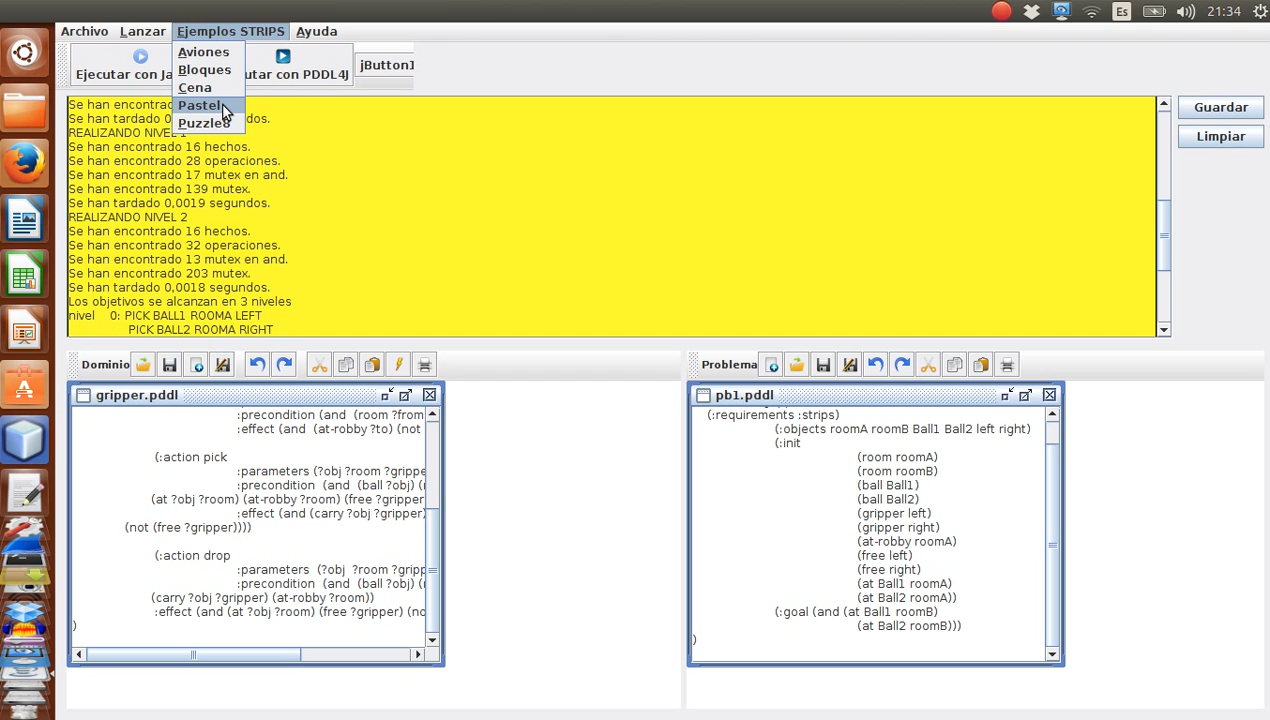 Es
21:34
Archivo Lanzar Ejemplos STRIPS Ayuda
Aviones
Bloques
Cena
Pastel
Puzzle8
Ejecutar con Ja
utar con PDDL4J
jButton1
Guardar
Limpiar
Se han encontrad
Se han tardado 0,00 dos.
REALIZANDO NIVEL 1
Se han encontrado 16 hechos.
Se han encontrado 28 operaciones.
Se han encontrado 17 mutex en and.
Se han encontrado 139 mutex.
Se han tardado 0,0019 segundos.
REALIZANDO NIVEL 2
Se han encontrado 16 hechos.
Se han encontrado 32 operaciones.
Se han encontrado 13 mutex en and.
Se han encontrado 203 mutex.
Se han tardado 0,0018 segundos.
Los objetivos se alcanzan en 3 niveles
nivel 0: PICK BALL1 ROOMA LEFT
PICK BALL2 ROOMA RIGHT
Dominio
gripper.pddl
:precondition (and (room ?from
:effect (and (at-robby ?to) (not
(:action pick
:parameters (?obj ?room ?grippe
:precondition (and (ball ?obj) (
(at ?obj ?room) (at-robby ?room) (free ?gripper)
:effect (and (carry ?obj ?gripper)
(not (free ?gripper))))
(:action drop
:parameters (?obj ?room ?grippe
:precondition (and (ball ?obj) (
(carry ?obj ?gripper) (at-robby ?room))
:effect (and (at ?obj ?room) (free ?gripper) (no
)
Problema
pb1.pddl
(:requirements :strips)
(:objects roomA roomB Ball1 Ball2 left right)
(:init
(room roomA)
(room roomB)
(ball Ball1)
(ball Ball2)
(gripper left)
(gripper right)
(at-robby roomA)
(free left)
(free right)
(at Ball1 roomA)
(at Ball2 roomA))
(:goal (and (at Ball1 roomB)
(at Ball2 roomB)))
)